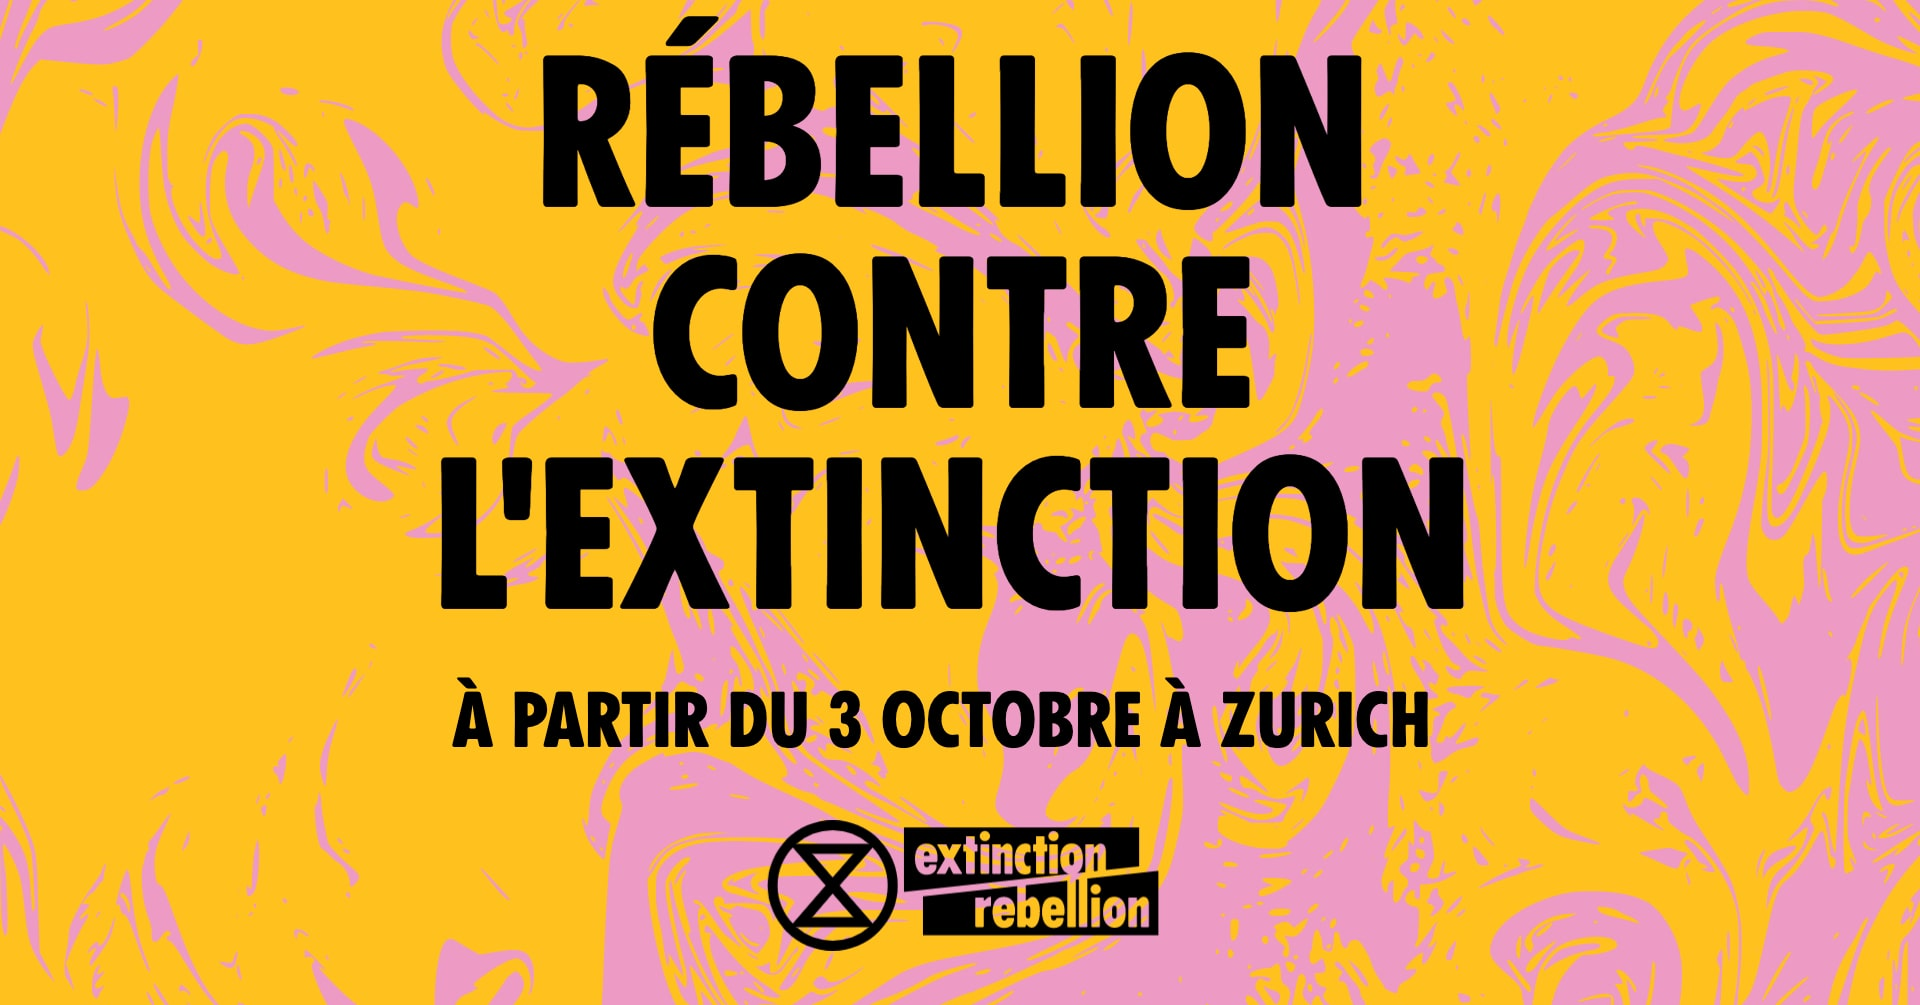 RÉBELLION
CONTRE
L'EXTINCTION
À PARTIR DU 3 OCTOBRE À ZURICH
extinction
rebellion